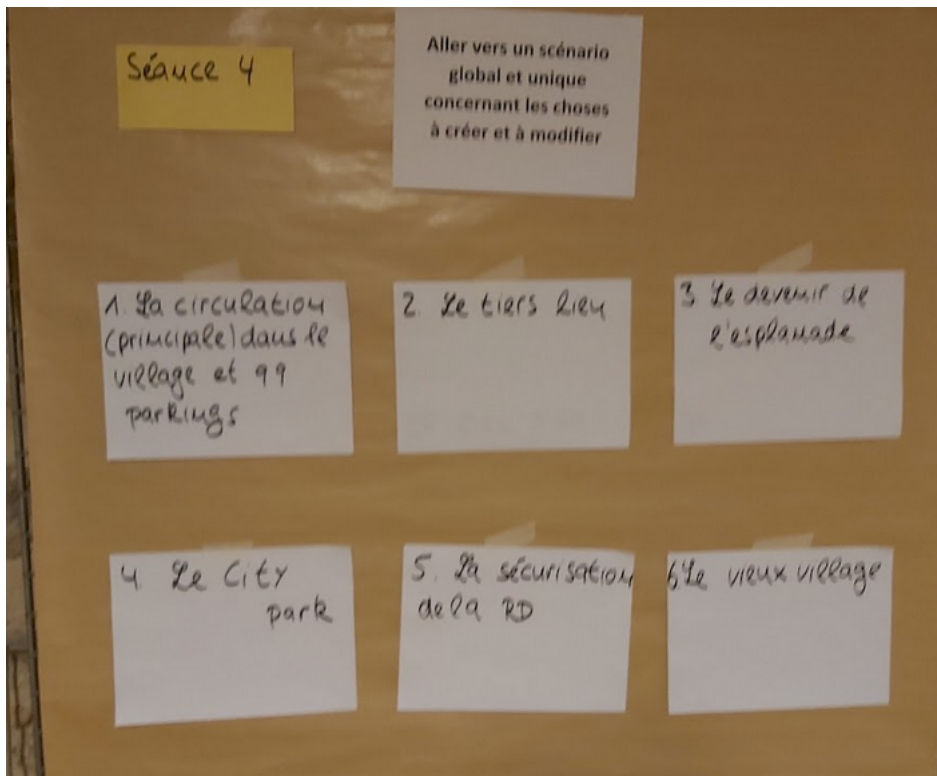 Séance 4
Aller vers un scénario
global et unique
concernant les choses
à créer et à modifier
1. La circulation
(principale) dans le
village et 99
parkings
2. Le tiers lieu
3 Le devenir de
l'esplanade
4 Le City
park
5. La sécurisation
de la RD
6. Le vieux village